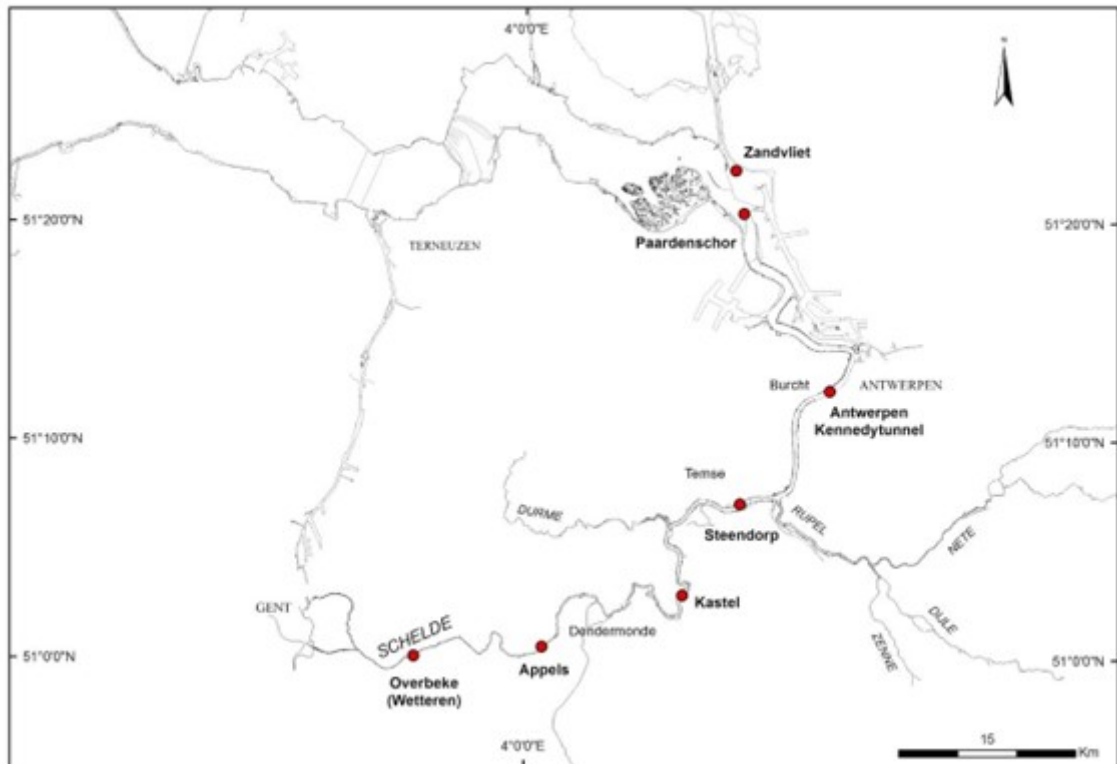 4°0'0"E
Zandvliet
51°20'0"N
51°20'0"N
Paardenschor
TERNEUZEN
Burcht
ANTWERPEN
Antwerpen
Kennedytunnel
51°10'0"N
51°10'0"N
Temse
DURME
RUPEL
NETE
Steendorp
Kastel
GENT
SCHELDE
Dendermonde
DIJLE
ZENNE
51°0'0"N
51°0'0"N
Appels
Overbeke
(Wetteren)
4°0'0"E
15
Km